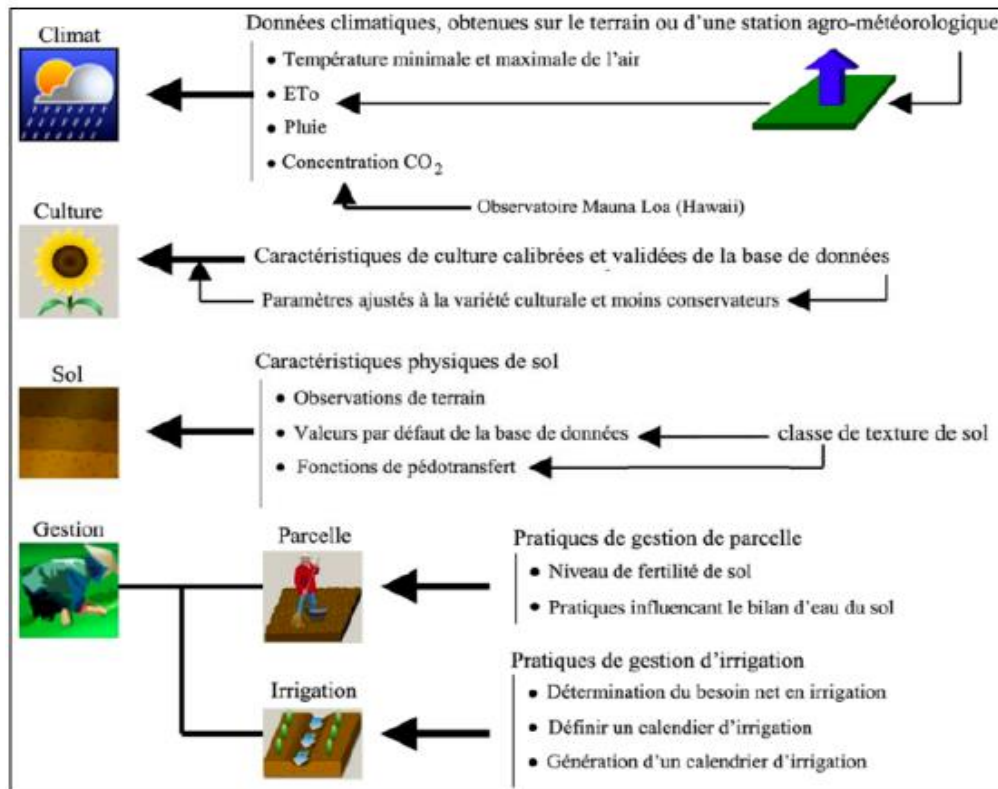 Climat
Données climatiques, obtenues sur le terrain ou d'une station agro-météorologique
• Température minimale et maximale de l'air
• ETo
• Pluie
• Concentration CO2
Observatoire Mauna Loa (Hawaii)
Culture
Caractéristiques de culture calibrées et validées de la base de données
Paramètres ajustés à la variété culturale et moins conservateurs
Sol
Caractéristiques physiques de sol
• Observations de terrain
• Valeurs par défaut de la base de données
classe de texture de sol
• Fonctions de pédotransfert
Gestion
Parcelle
Pratiques de gestion de parcelle
• Niveau de fertilité de sol
• Pratiques influencant le bilan d'eau du sol
Irrigation
Pratiques de gestion d'irrigation
• Détermination du besoin net en irrigation
• Définir un calendier d'irrigation
• Génération d'un calendrier d'irrigation